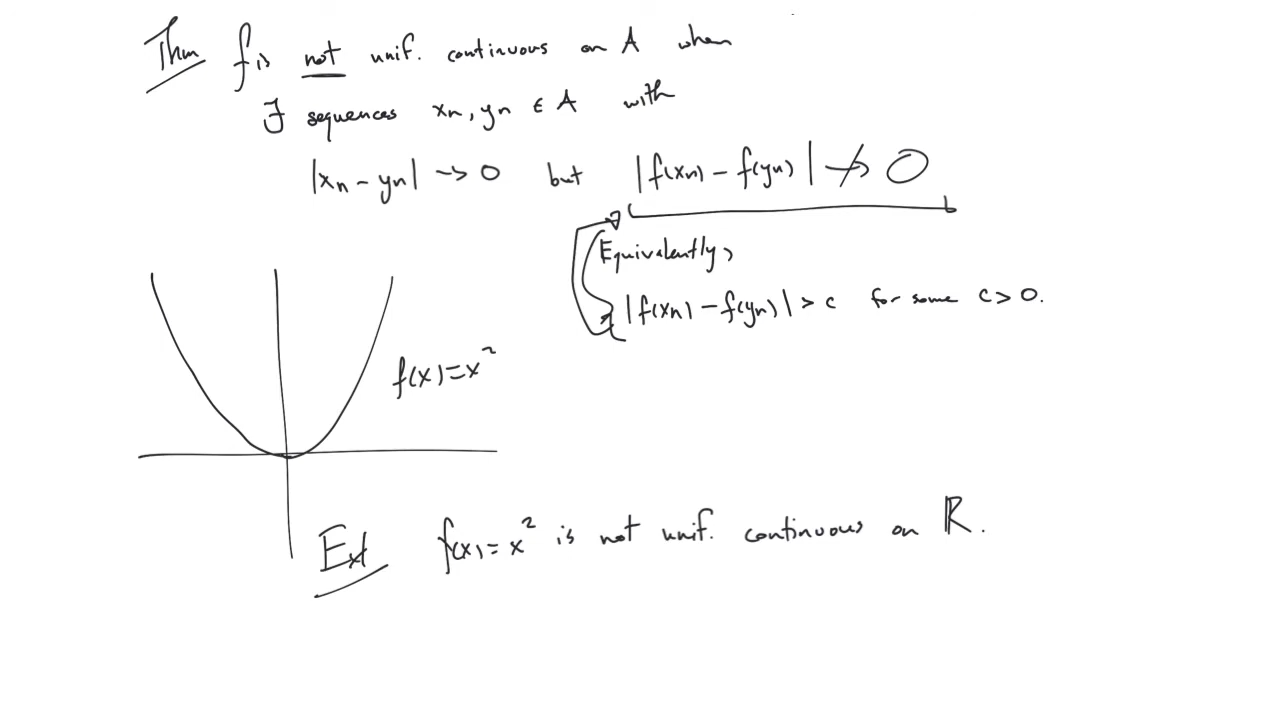 Thm f is not unif. continuous on A when
∃ sequences xn, yn ∈ A with
|xn - yn| -> 0 but |f(xn) - f(yn)| ↛ 0
Equivalently,
|f(xn) - f(yn)| > c for some c > 0.
f(x) = x²
Ex1 f(x) = x² is not unif. continuous on ℝ.